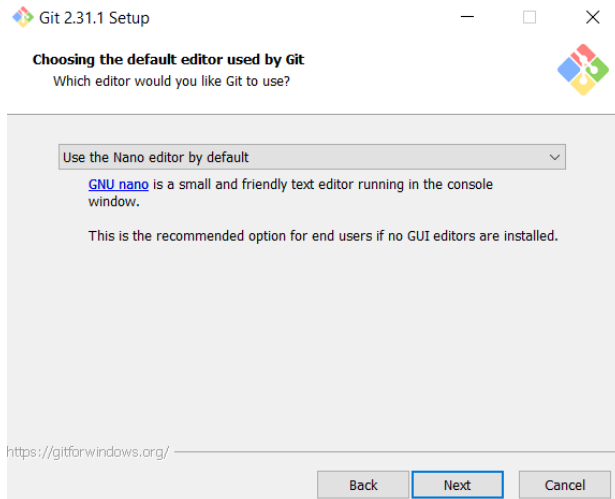 Git 2.31.1 Setup
Choosing the default editor used by Git
Which editor would you like Git to use?
Use the Nano editor by default
GNU nano is a small and friendly text editor running in the console
window.
This is the recommended option for end users if no GUI editors are installed.
https://gitforwindows.org/
Back Next Cancel